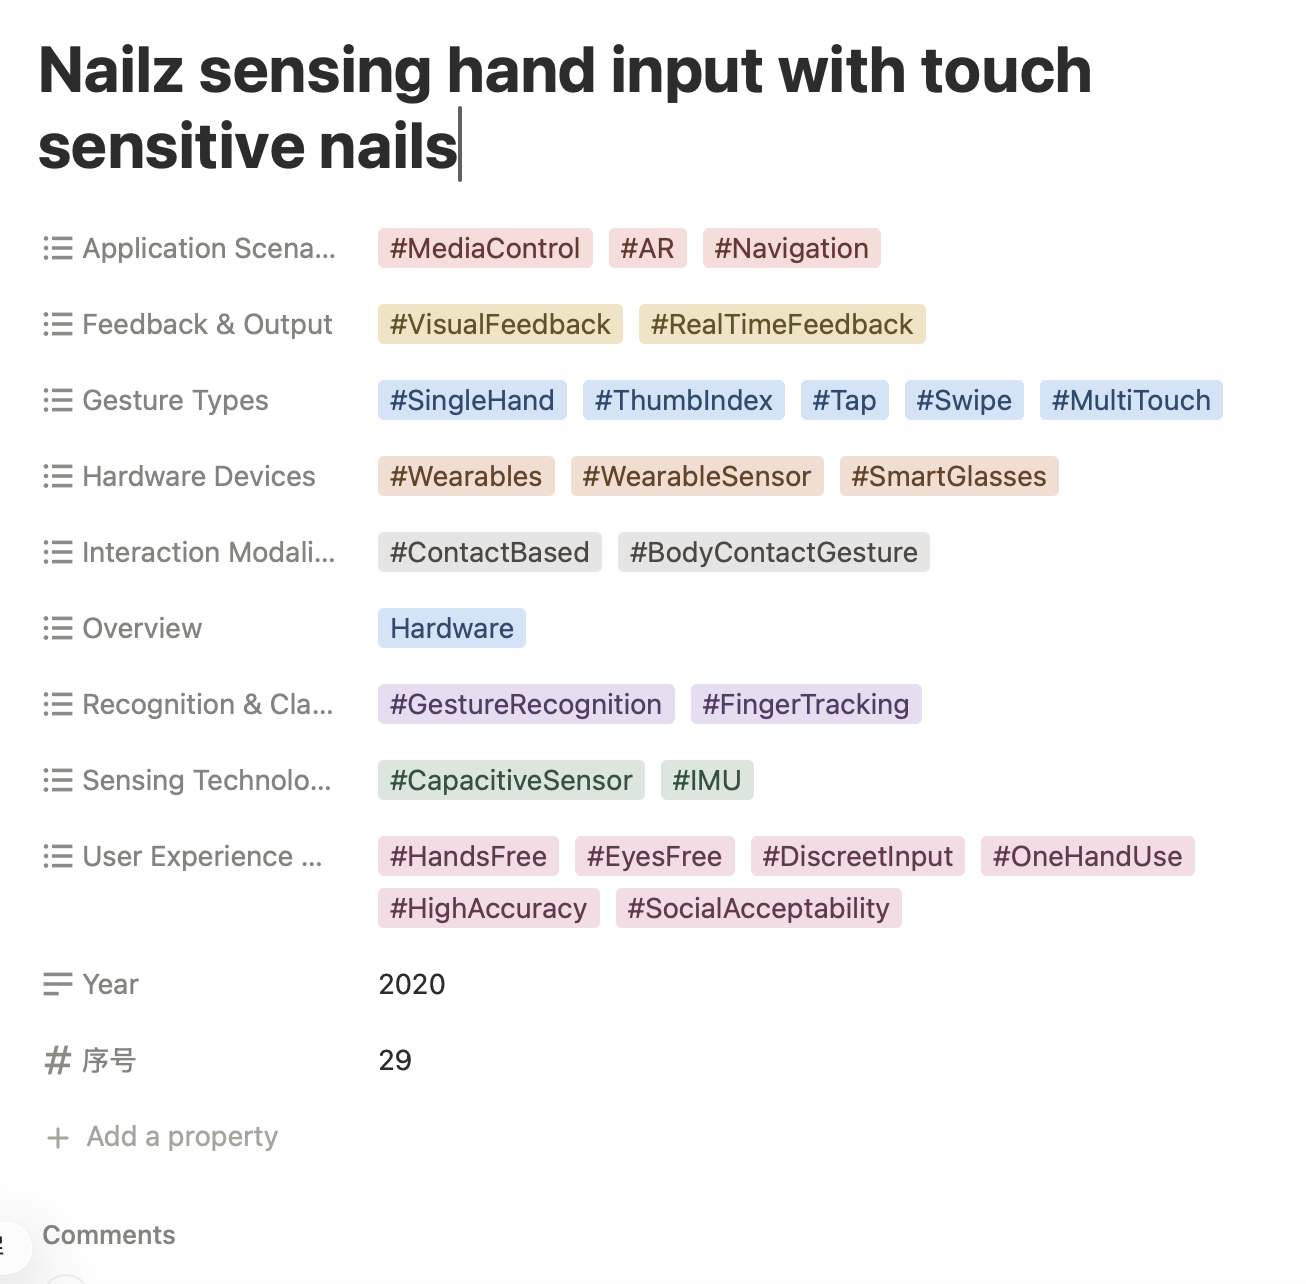 Nailz sensing hand input with touch
sensitive nails
Application Scena... #MediaControl #AR #Navigation
Feedback & Output #VisualFeedback #RealTimeFeedback
Gesture Types #SingleHand #ThumbIndex #Tap #Swipe #MultiTouch
Hardware Devices #Wearables #WearableSensor #SmartGlasses
Interaction Modali... #ContactBased #BodyContactGesture
Overview Hardware
Recognition & Cla... #GestureRecognition #FingerTracking
Sensing Technolo... #CapacitiveSensor #IMU
User Experience ... #HandsFree #EyesFree #DiscreetInput #OneHandUse
#HighAccuracy #SocialAcceptability
Year 2020
序号 29
Add a property
Comments